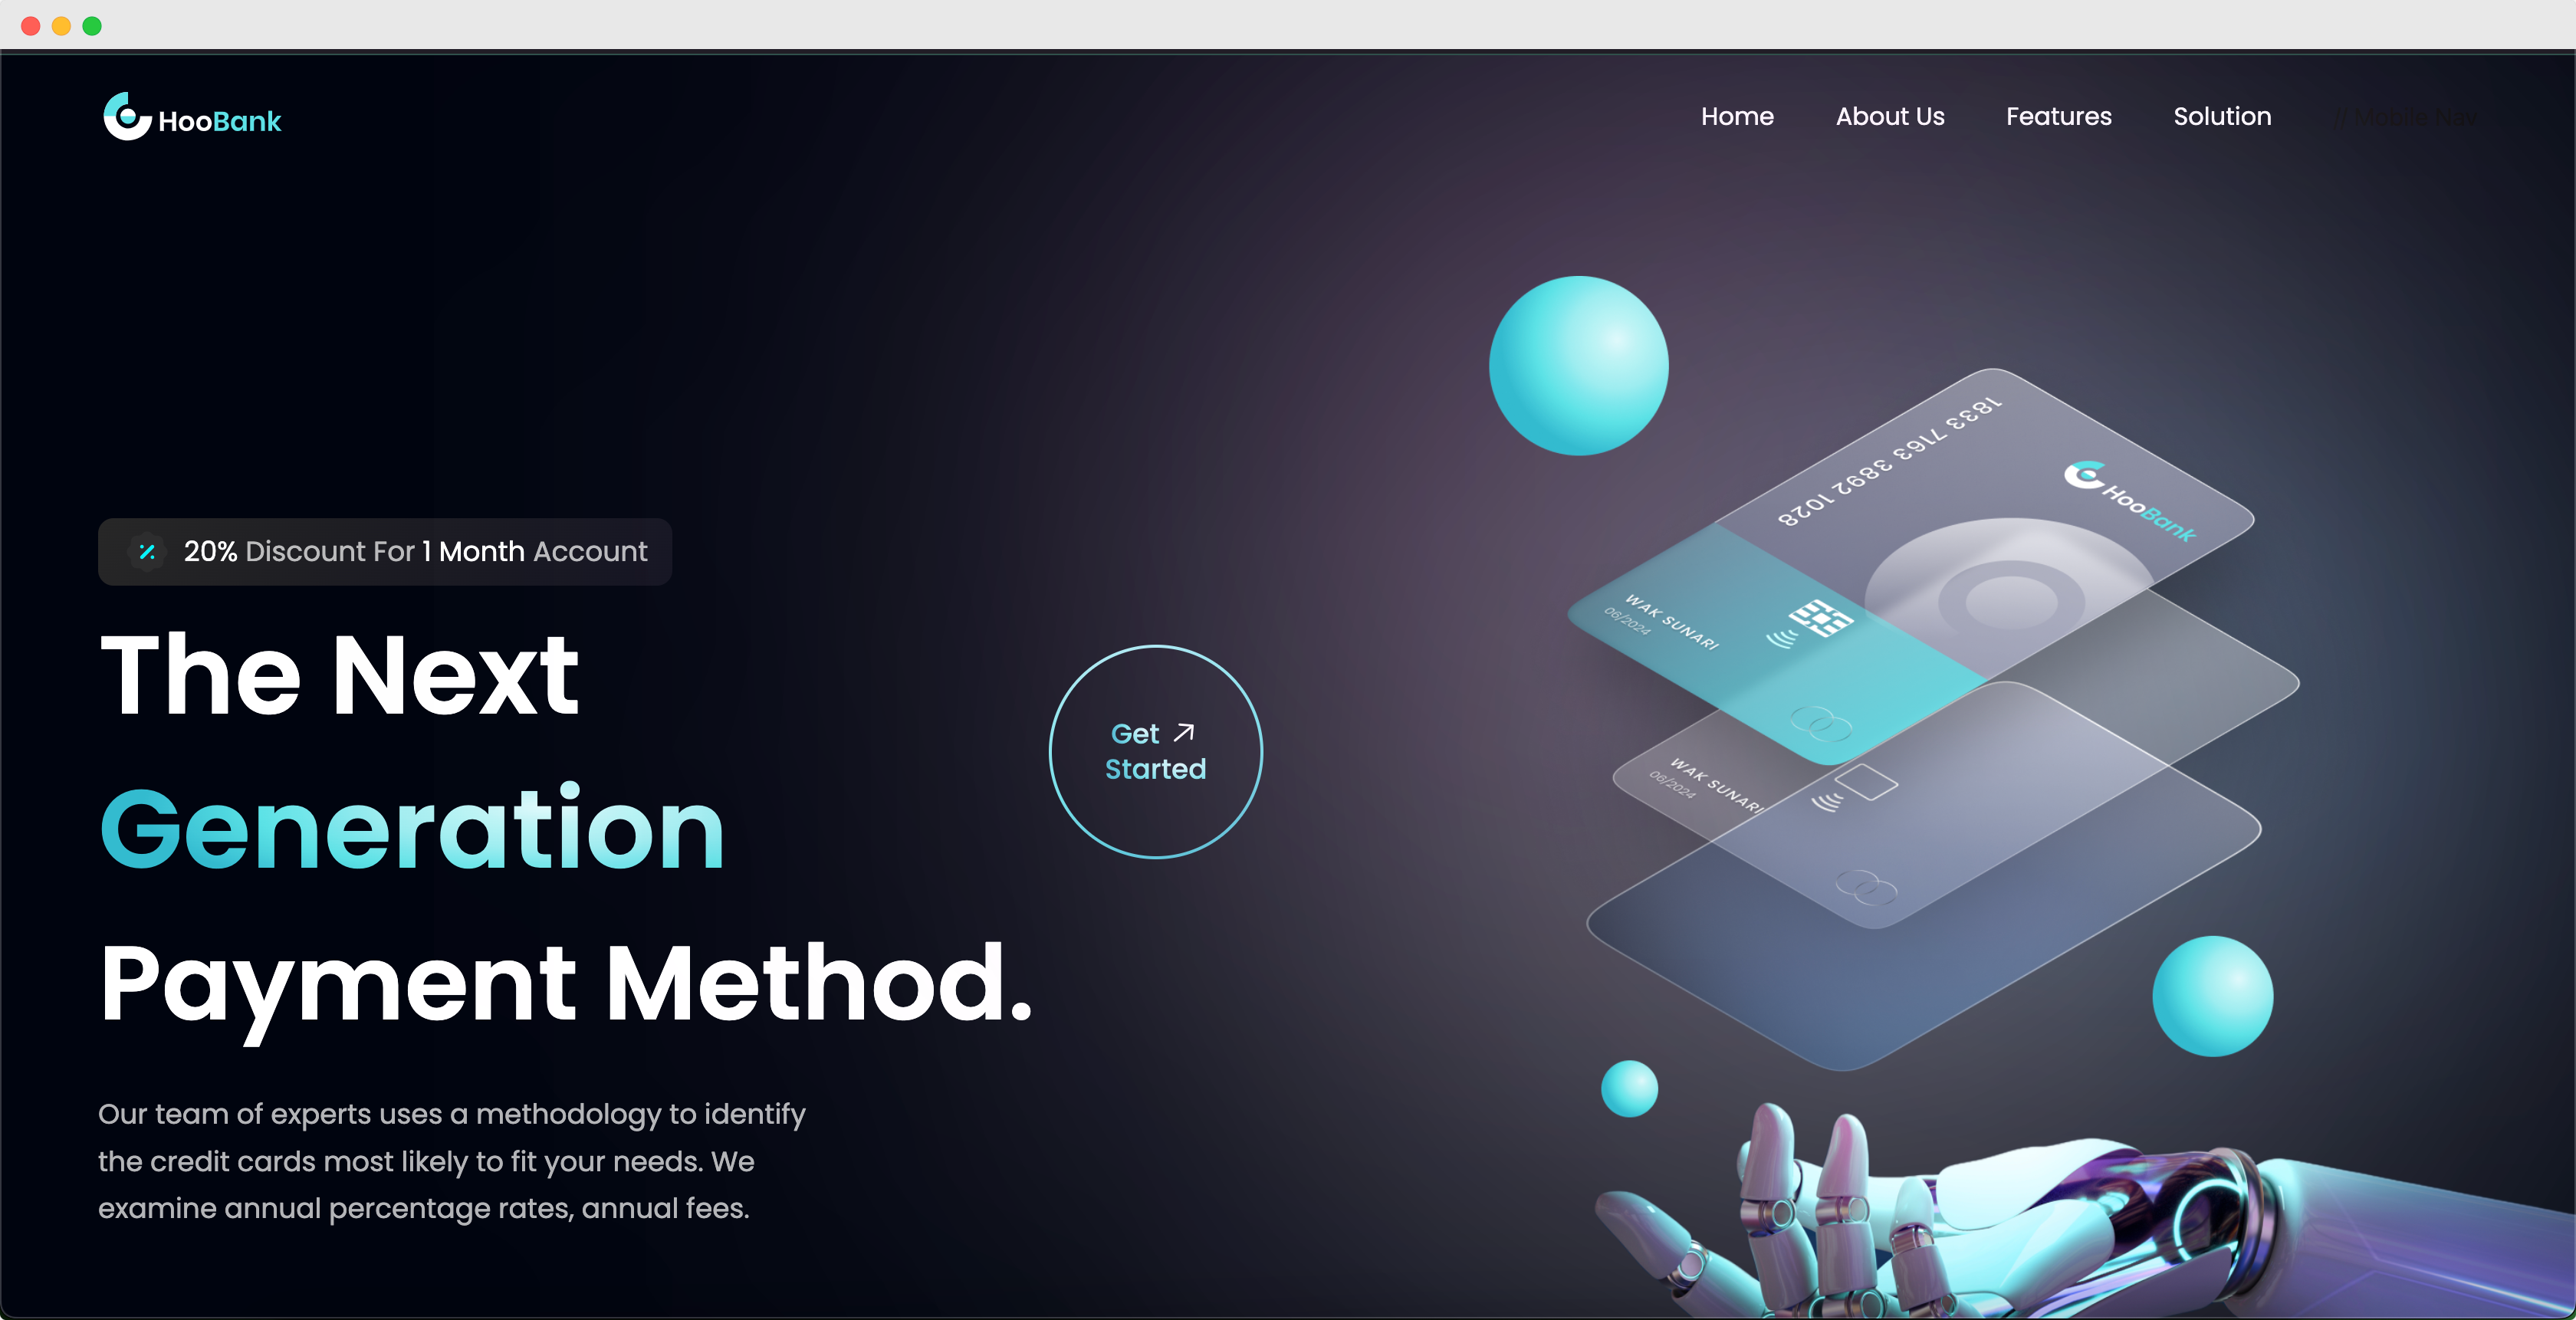 HooBank
Home About Us Features Solution // Mobile Nav
20% Discount For 1 Month Account
The Next
Generation
Payment Method.
Get
Started
Our team of experts uses a methodology to identify
the credit cards most likely to fit your needs. We
examine annual percentage rates, annual fees.
1833 7163 3892 1028
HooBank
WAK SUNARI
06/2024
WAK SUNARI
06/2024